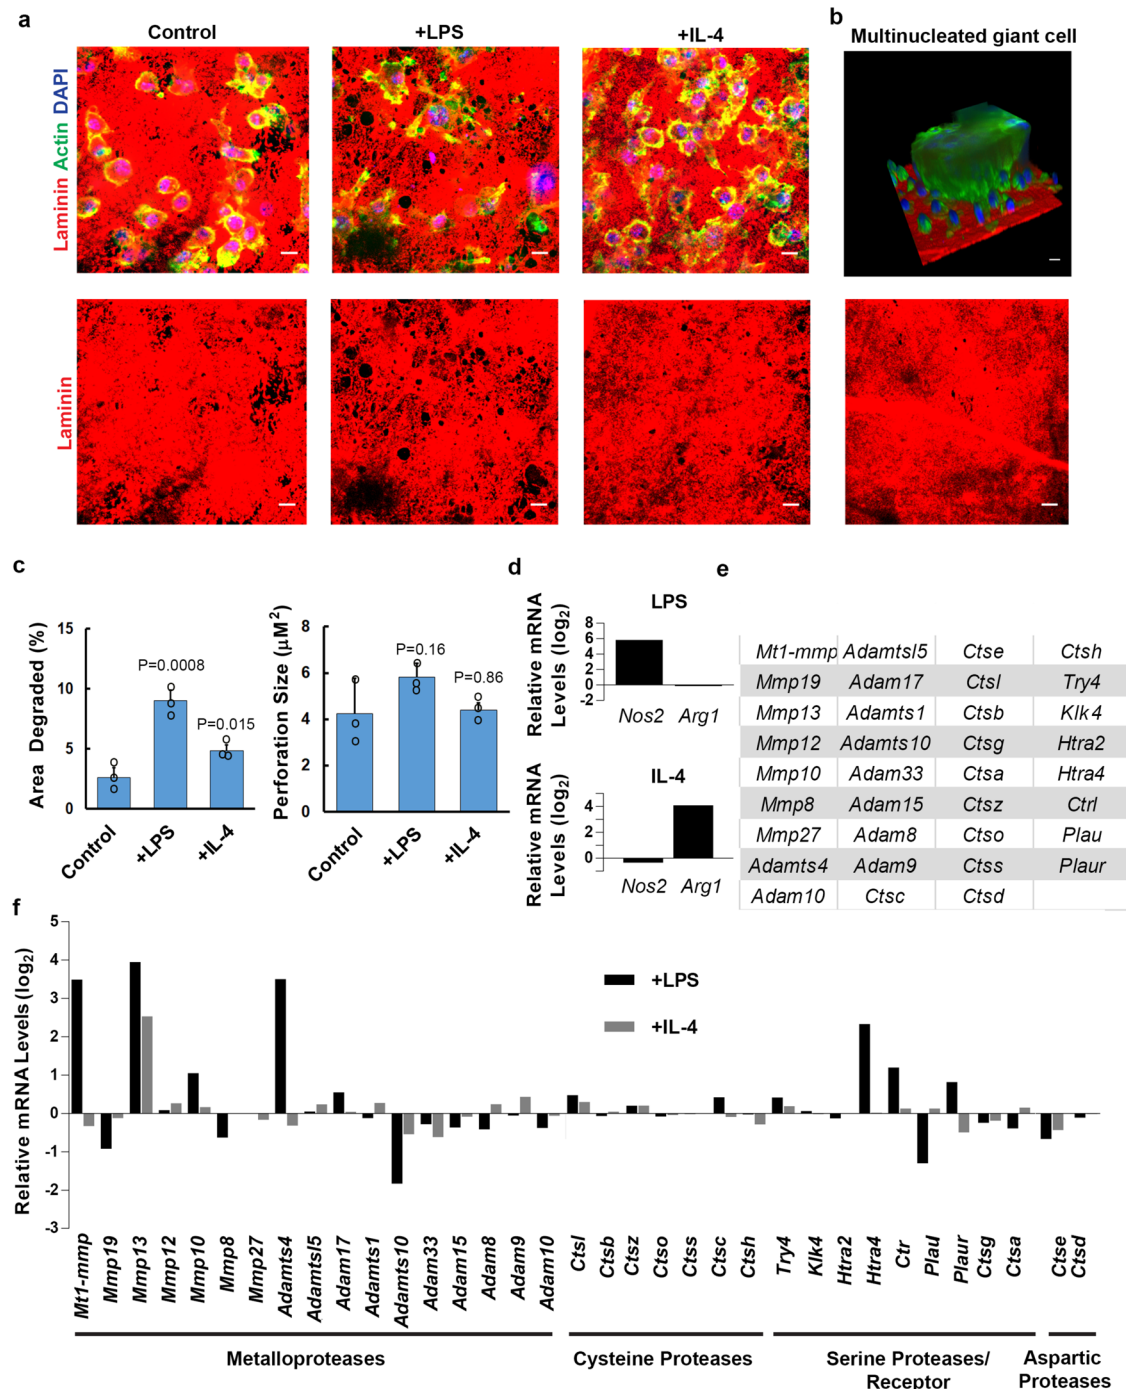 a
b
Control
+LPS
+IL-4
Multinucleated giant cell
Laminin Actin DAPI
Laminin
c
d
e
Area Degraded (%)
15
10
5
0
P=0.0008
P=0.015
Control
+LPS
+IL-4
Perforation Size (μM²)
8
6
4
2
0
P=0.16
P=0.86
Control
+LPS
+IL-4
LPS
Relative mRNA
Levels (log₂)
8
6
4
2
0
-2
Nos2 Arg1
IL-4
Relative mRNA
Levels (log₂)
4
2
0
Nos2 Arg1
Mt1-mmp Adamtsl5 Ctse Ctsh
Mmp19 Adam17 Ctsl Try4
Mmp13 Adamts1 Ctsb Klk4
Mmp12 Adamts10 Ctsg Htra2
Mmp10 Adam33 Ctsa Htra4
Mmp8 Adam15 Ctsz Ctrl
Mmp27 Adam8 Ctso Plau
Adamts4 Adam9 Ctss Plaur
Adam10 Ctsc Ctsd
f
Relative mRNA Levels (log₂)
5
4
3
2
1
0
-1
-2
-3
+LPS
+IL-4
Mt1-mmp
Mmp19
Mmp13
Mmp12
Mmp10
Mmp8
Mmp27
Adamts4
Adamtsl5
Adam17
Adamts1
Adamts10
Adam33
Adam15
Adam8
Adam9
Adam10
Ctsl
Ctsb
Ctsz
Ctso
Ctss
Ctsc
Ctsh
Try4
Klk4
Htra2
Htra4
Ctr
Plau
Plaur
Ctsg
Ctsa
Ctse
Ctsd
Metalloproteases
Cysteine Proteases
Serine Proteases/
Receptor
Aspartic
Proteases